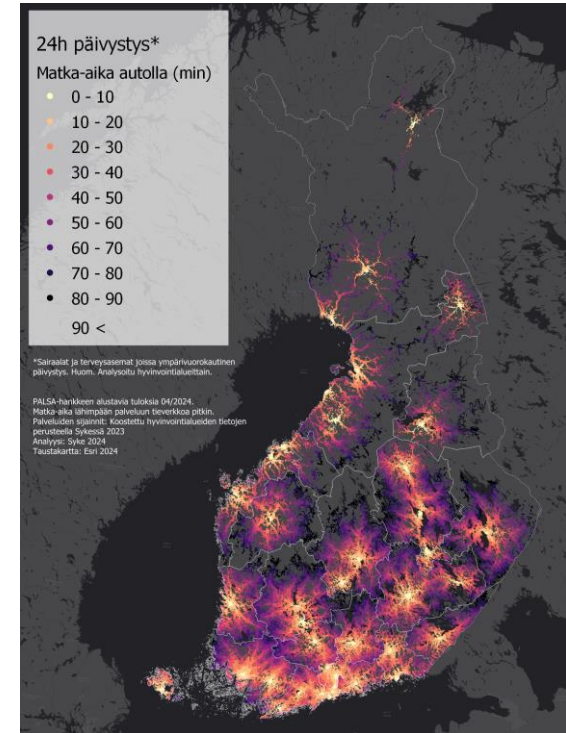 24h päivystys*
Matka-aika autolla (min)
0 - 10
10 - 20
20 - 30
30 - 40
40 - 50
50 - 60
60 - 70
70 - 80
80 - 90
90 <
*Sairaalat ja terveysasemat joissa ympärivuorokautinen
päivystys. Huom. Analysoitu hyvinvointialueittain.
PALSA-hankkeen alustavia tuloksia 04/2024.
Matka-aika lähimpään palveluun tieverkkoa pitkin.
Palveluiden sijainnit: Koostettu hyvinvointialueiden tietojen
perusteella Sykessä 2023
Analyysi: Syke 2024
Taustakartta: Esri 2024